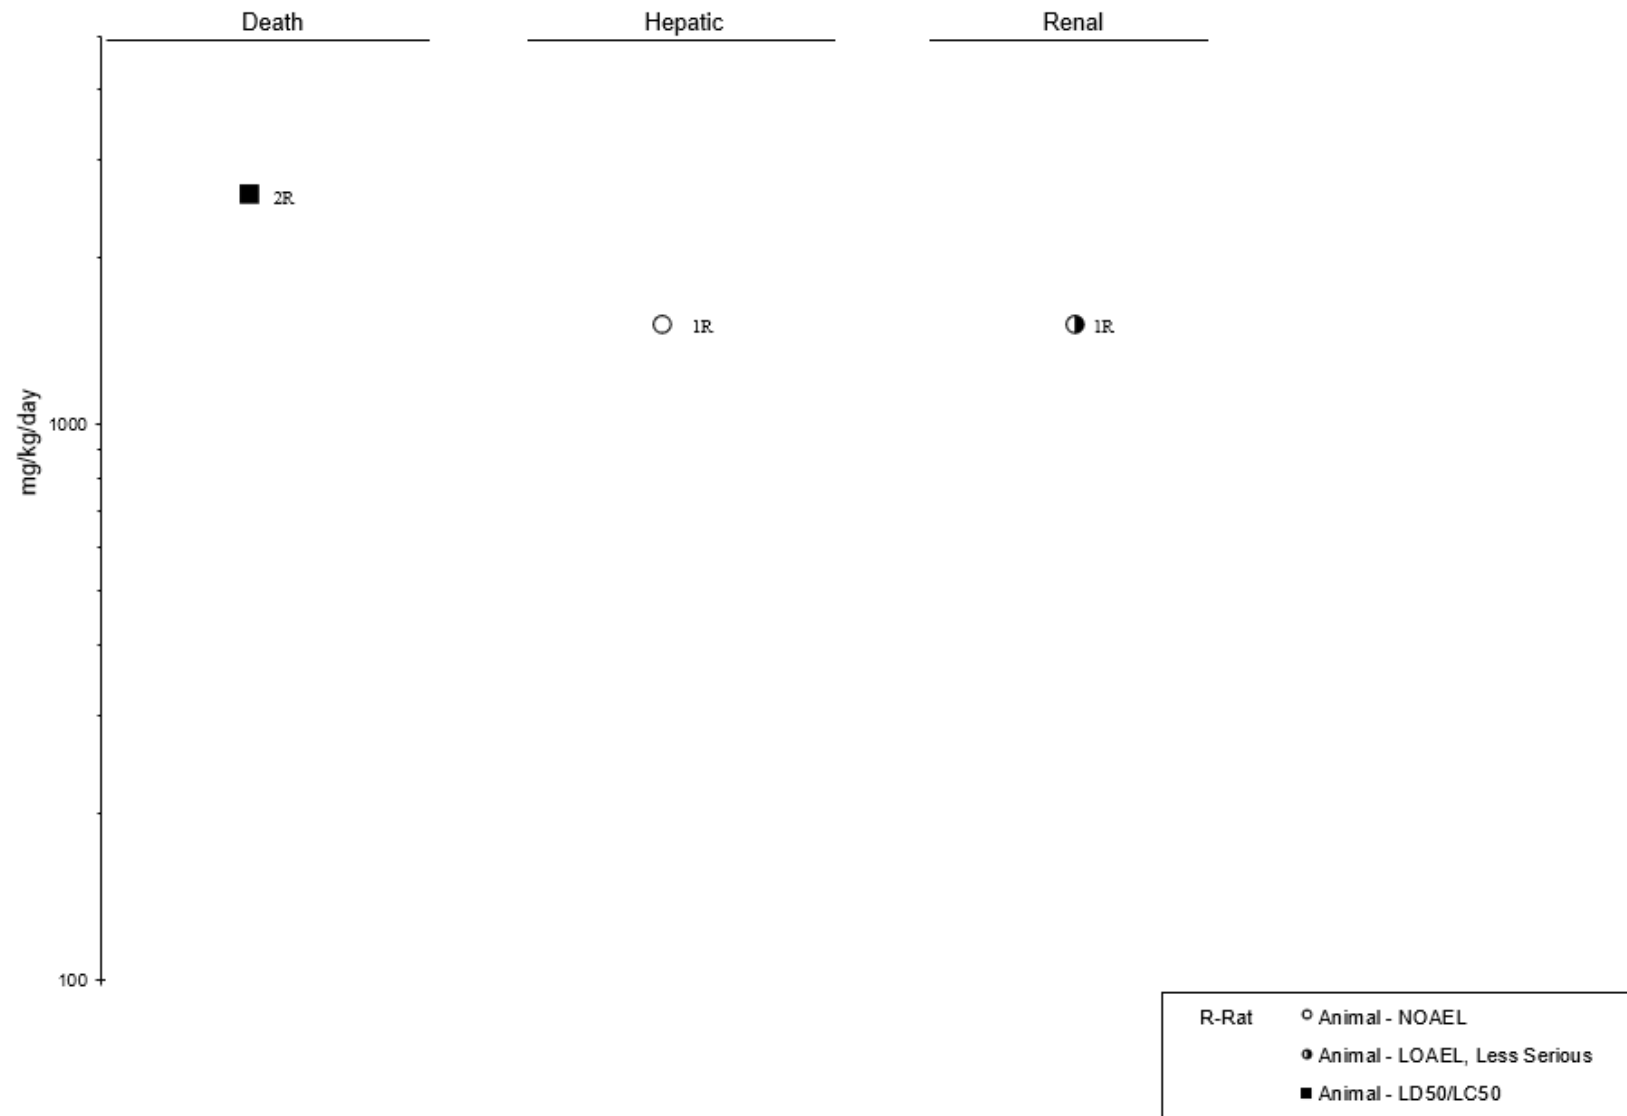 Death Hepatic Renal
2R
1R 1R
mg/kg/day
1000
100
R-Rat Animal - NOAEL
Animal - LOAEL, Less Serious
Animal - LD50/LC50